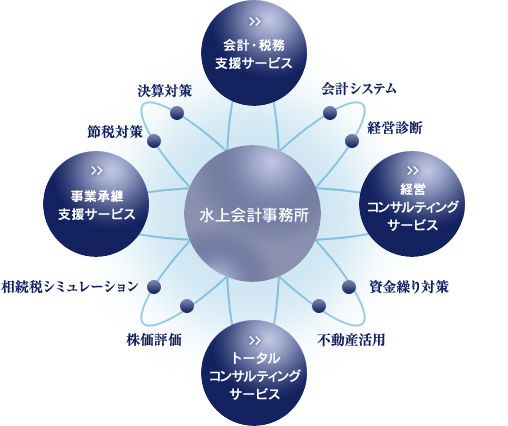 会計・税務
支援サービス
決算対策
会計システム
節税対策
経営診断
事業承継
支援サービス
水上会計事務所
経営
コンサルティング
サービス
相続税シミュレーション
資金繰り対策
株価評価
不動産活用
トータル
コンサルティング
サービス